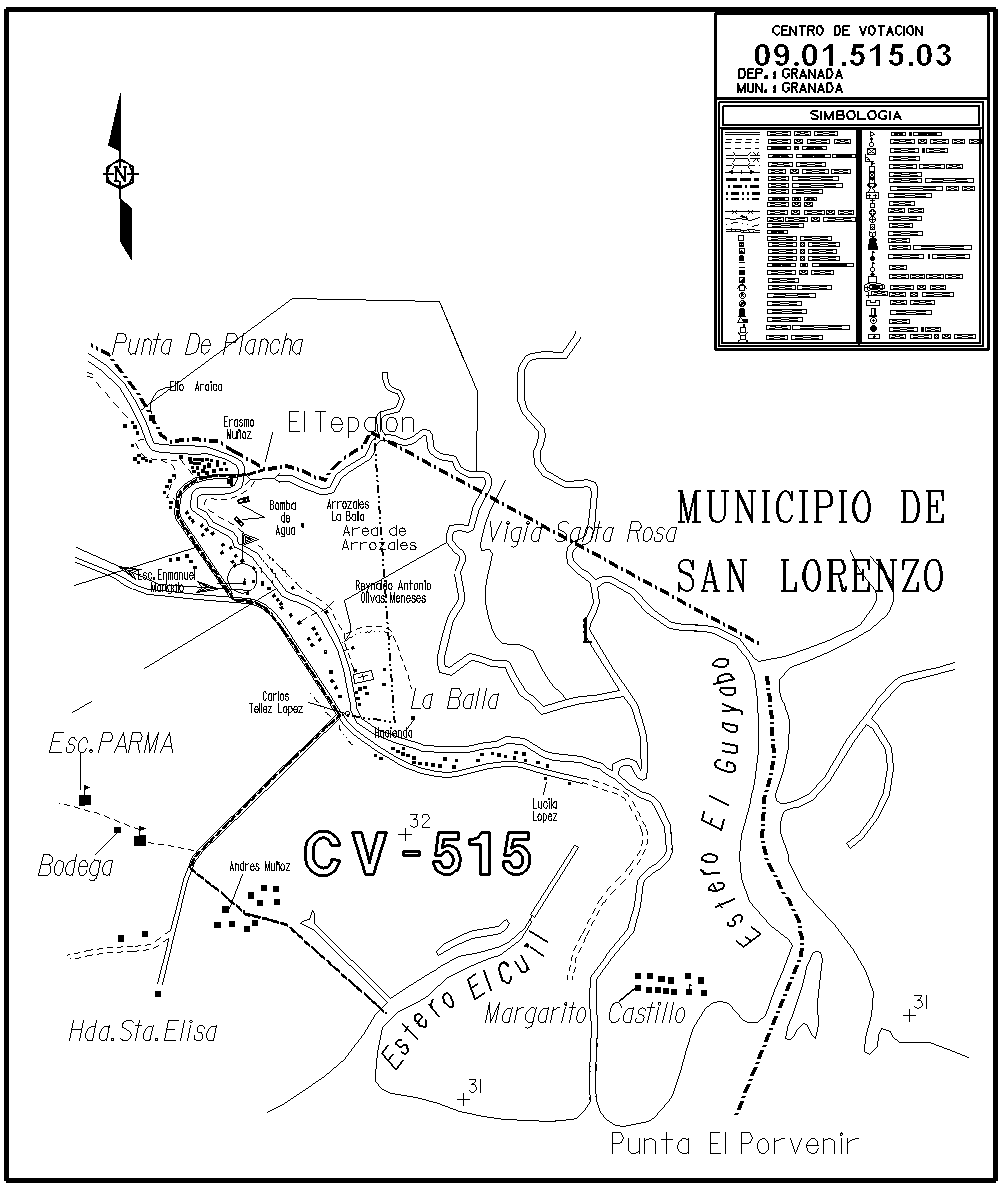 CENTRO DE VOTACION
09.01.515.03
DEP. : GRANADA
MUN. : GRANADA
SIMBOLOGIA
N
Punta De Plancha
Elio Araica
Erasmo
Muñoz
El Tepalon
Bomba
de
Agua
Arrozales
La Balla
Area de
Arrozales
Vigia Santa Rosa
MUNICIPIO DE
SAN LORENZO
Esc. Enmanuel
Mongalo
Reynaldo Antonio
Olivas Meneses
Carlos
Tellez Lopez
La Balla
Hacienda
Esc.PARMA
Estero El Guayabo
Lucila
Lopez
32
CV-515
Bodega
Andres Muñoz
Estero El Cuil
Margarito Castillo
31
Hda.Sta.Elisa
31
Punta El Porvenir